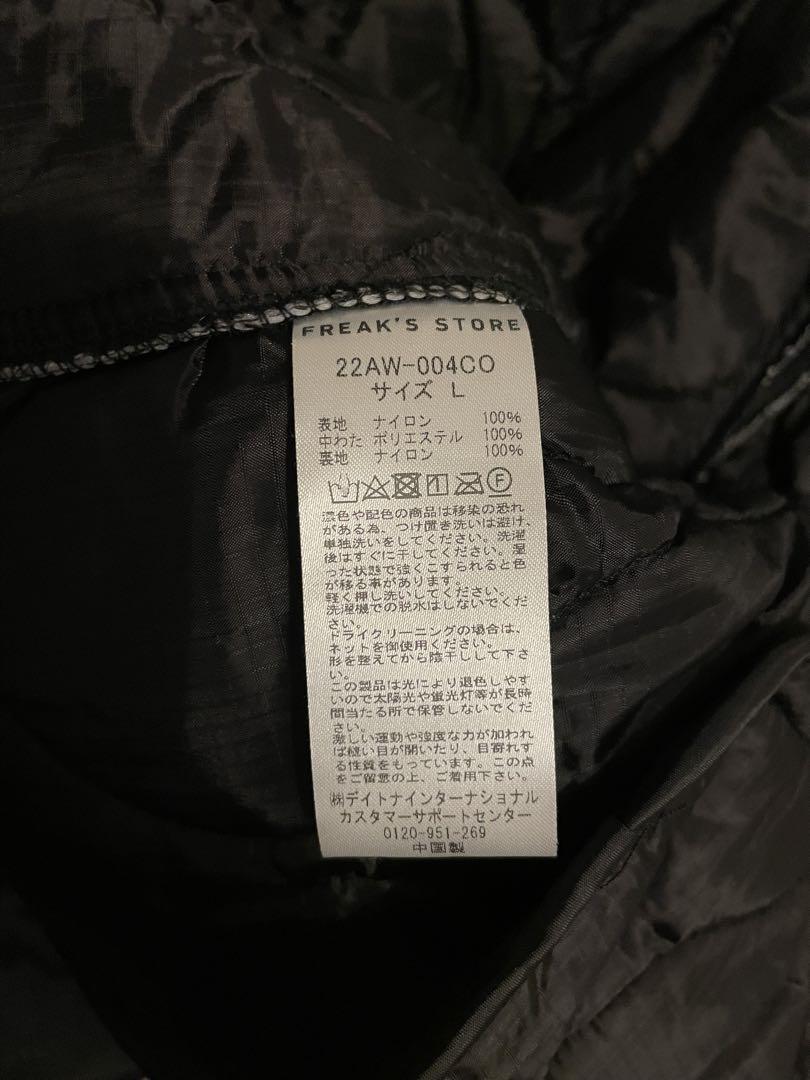 FREAK'S STORE
22AW-004CO
サイズ L
表地 ナイロン 100%
中わた ポリエステル 100%
裏地 ナイロン 100%
1 F
濃色や配色の商品は移染の恐れ
がある為、つけ置き洗いは避け、
単独洗いをしてください。洗濯
後はすぐに干してください。湿
った状態で強くこすられると色
が移る事があります。
軽く押し洗いしてください。
洗濯機での脱水はしないでくだ
さい。
ドライクリーニングの場合は、
ネットを御使用ください。
形を整えてから陰干しして下さ
い。
この製品は光により退色しやす
いので太陽光や蛍光灯等が長時
間当たる所で保管しないでくだ
さい。
激しい運動や強度な力が加われ
ば縫い目が開いたり、目寄れす
る性質をもっています。この点
をご留意の上、ご着用下さい。
㈱デイトナインターナショナル
カスタマーサポートセンター
0120-951-269
中国製